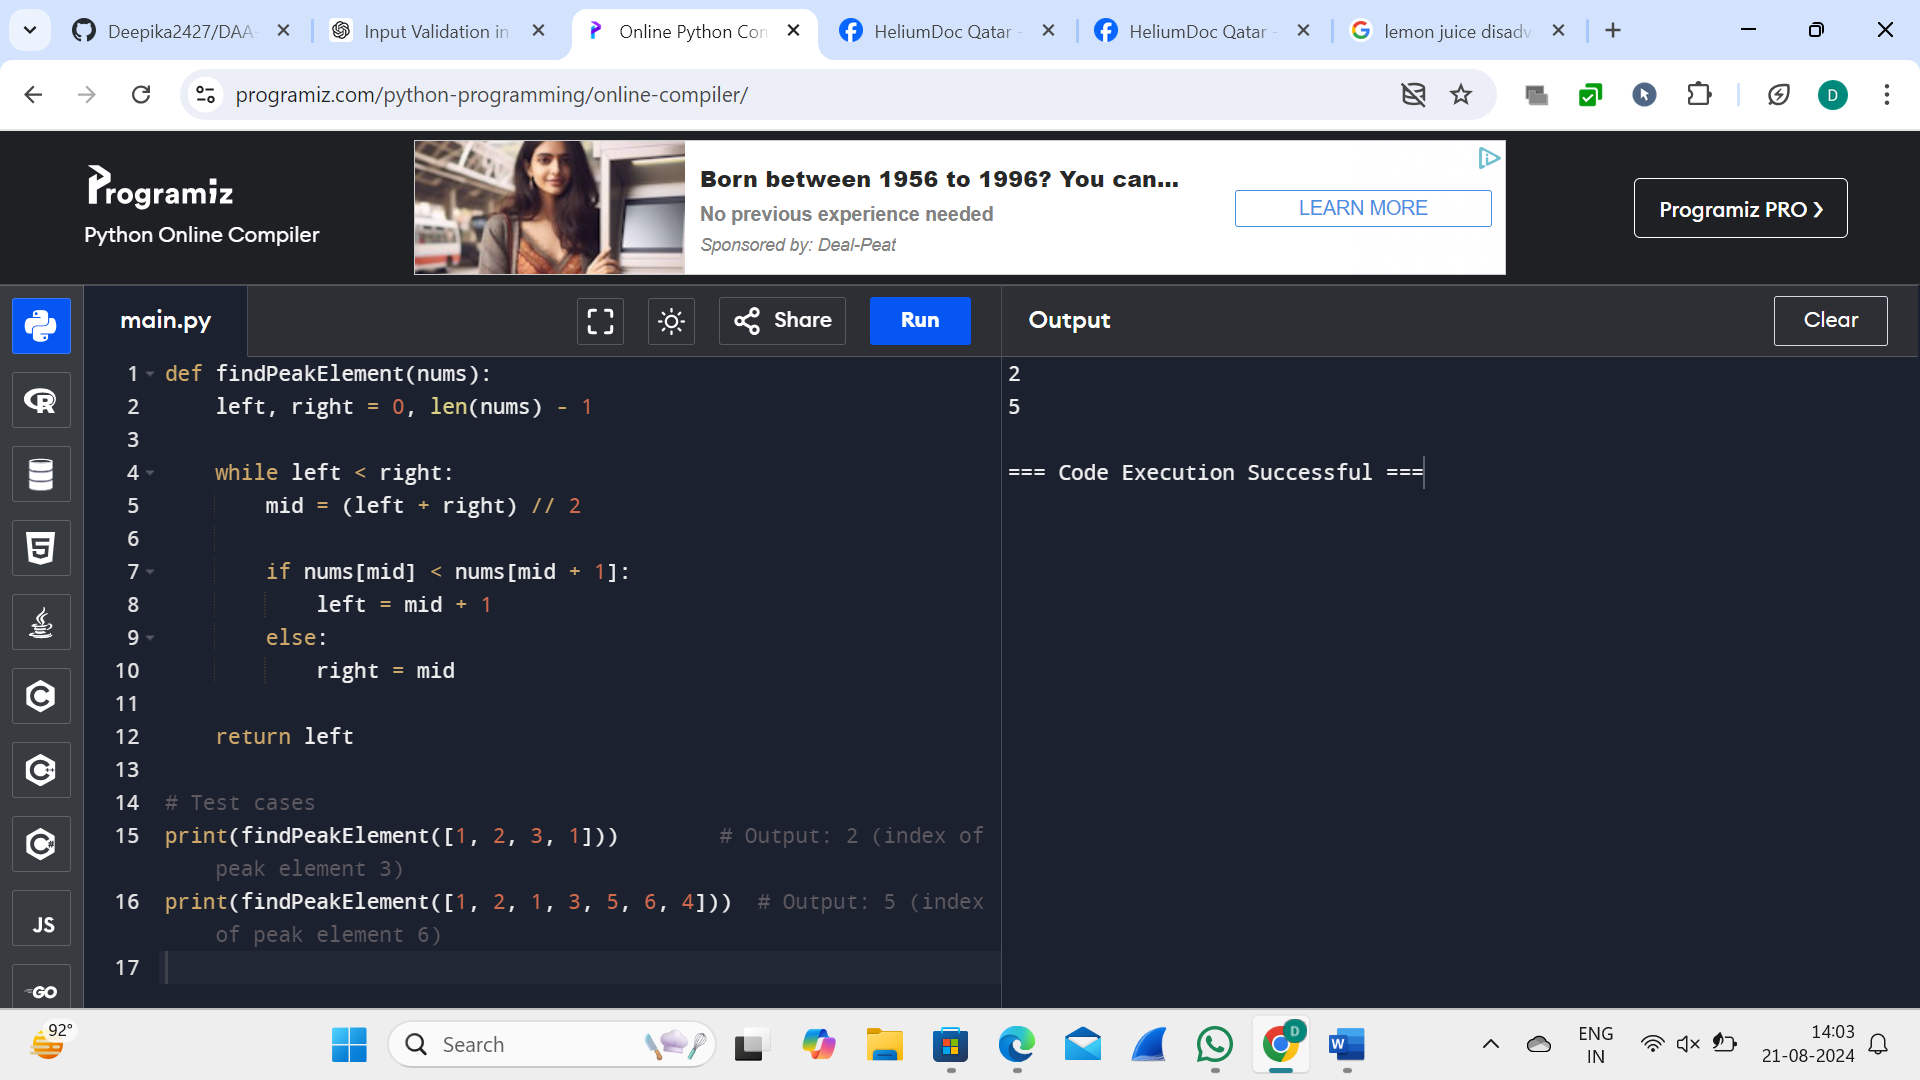 Deepika2427/DAA-
Input Validation in
Online Python Con
HeliumDoc Qatar -
HeliumDoc Qatar -
lemon juice disadv
programiz.com/python-programming/online-compiler/
D
Programiz
Python Online Compiler
Born between 1956 to 1996? You can...
No previous experience needed
Sponsored by: Deal-Peat
LEARN MORE
Programiz PRO ❯
main.py
Share
Run
Output
Clear
1 def findPeakElement(nums):
2 left, right = 0, len(nums) - 1
3
4 while left < right:
5 mid = (left + right) // 2
6
7 if nums[mid] < nums[mid + 1]:
8 left = mid + 1
9 else:
10 right = mid
11
12 return left
13
14 # Test cases
15 print(findPeakElement([1, 2, 3, 1])) # Output: 2 (index of
peak element 3)
16 print(findPeakElement([1, 2, 1, 3, 5, 6, 4])) # Output: 5 (index
of peak element 6)
17
2
5
=== Code Execution Successful ===
JS
GO
92°
Search
D
W
ENG
IN
14:03
21-08-2024